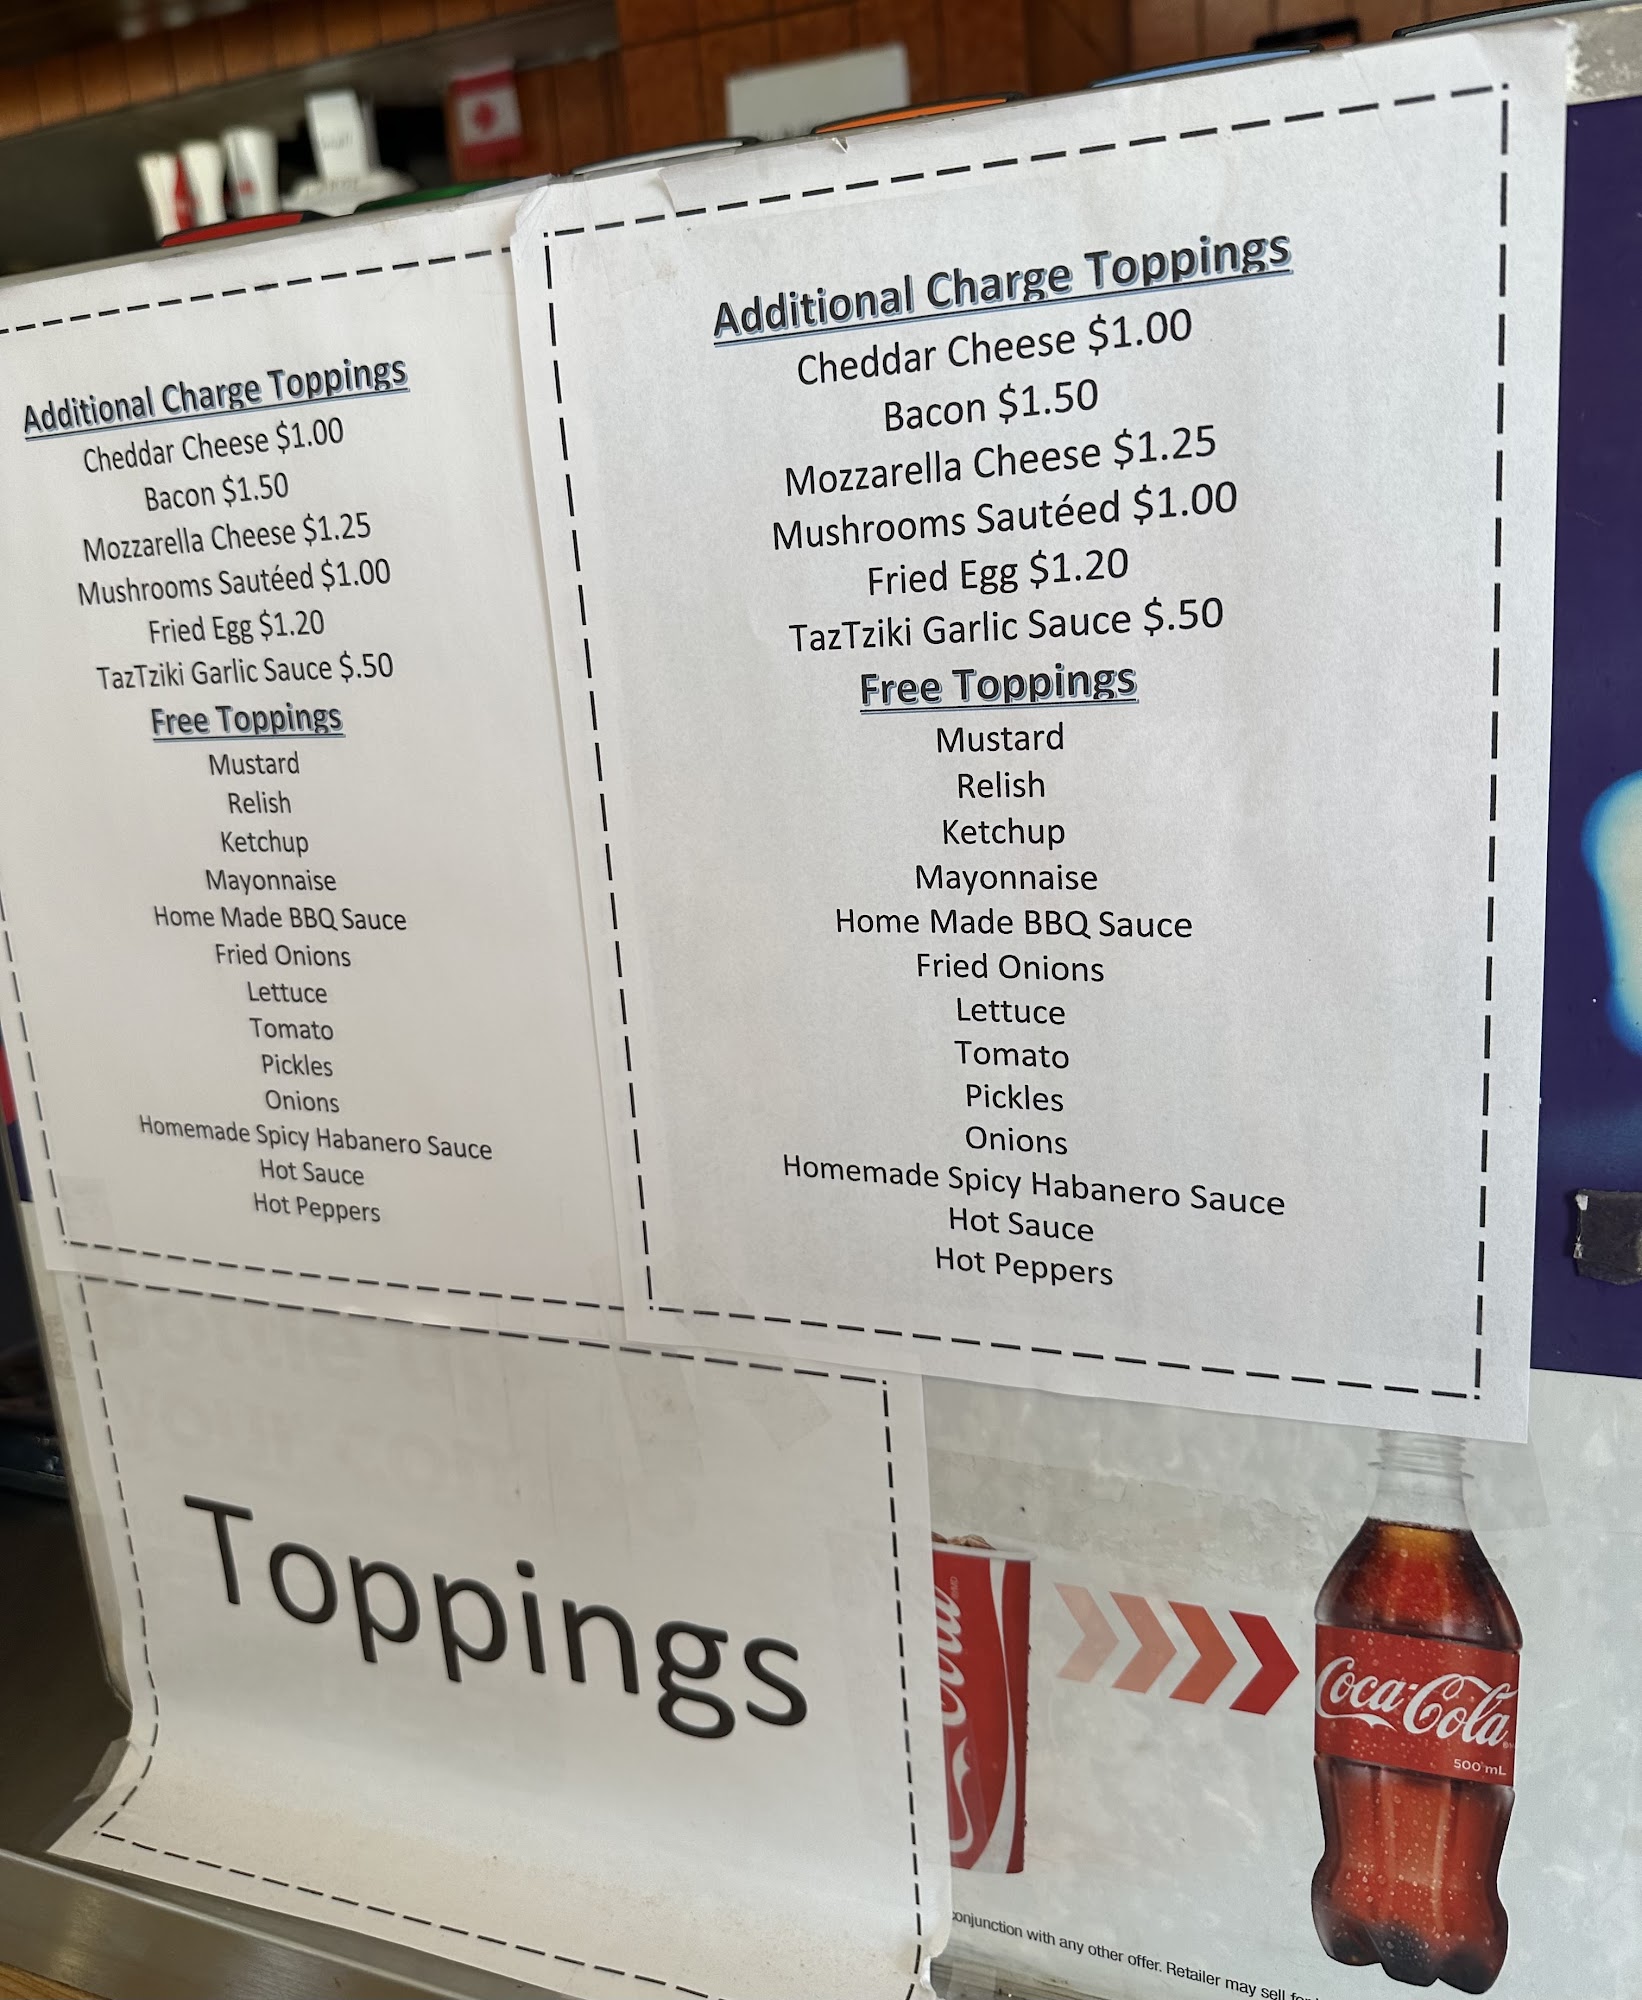 Additional Charge Toppings
Cheddar Cheese $1.00
Bacon $1.50
Mozzarella Cheese $1.25
Mushrooms Sautéed $1.00
Fried Egg $1.20
TazTziki Garlic Sauce $.50
Free Toppings
Mustard
Relish
Ketchup
Mayonnaise
Home Made BBQ Sauce
Fried Onions
Lettuce
Tomato
Pickles
Onions
Homemade Spicy Habanero Sauce
Hot Sauce
Hot Peppers
Additional Charge Toppings
Cheddar Cheese $1.00
Bacon $1.50
Mozzarella Cheese $1.25
Mushrooms Sautéed $1.00
Fried Egg $1.20
TazTziki Garlic Sauce $.50
Free Toppings
Mustard
Relish
Ketchup
Mayonnaise
Home Made BBQ Sauce
Fried Onions
Lettuce
Tomato
Pickles
Onions
Homemade Spicy Habanero Sauce
Hot Sauce
Hot Peppers
Toppings
Cola
Coca-Cola
500 mL
conjunction with any other offer. Retailer may sell